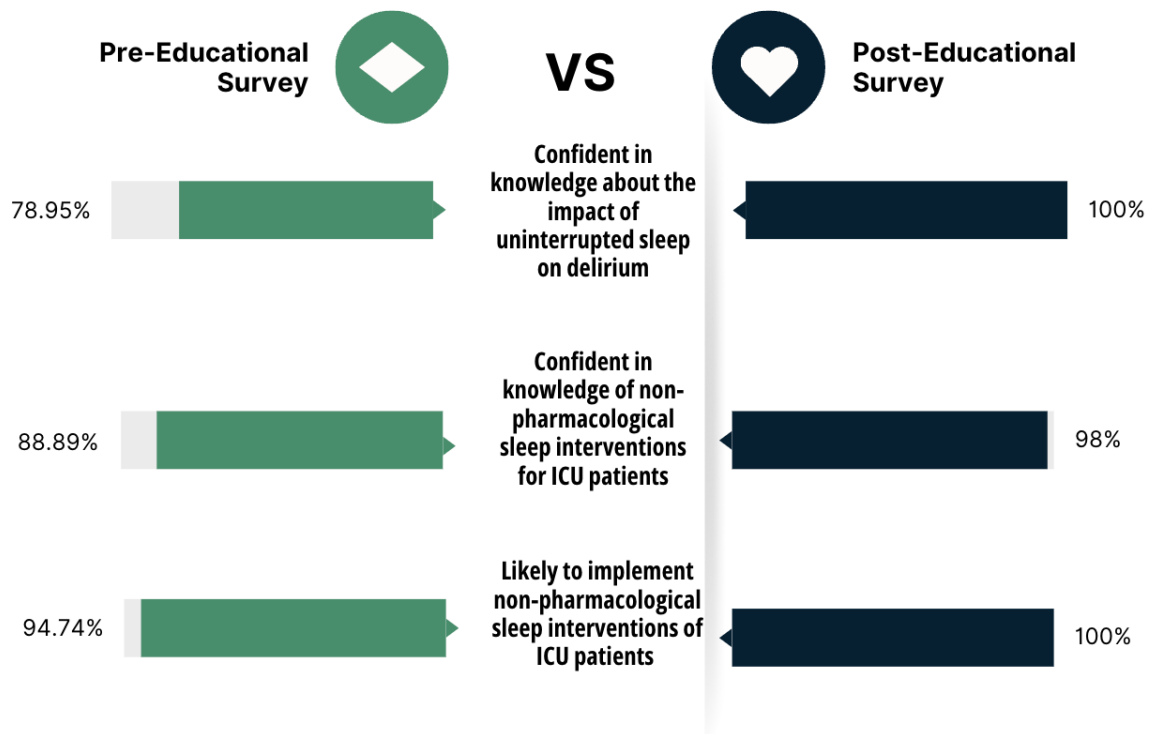 Pre-Educational
Survey
VS
Post-Educational
Survey
78.95%
Confident in
knowledge about the
impact of
uninterrupted sleep
on delirium
100%
88.89%
Confident in
knowledge of non-
pharmacological
sleep interventions
for ICU patients
98%
94.74%
Likely to implement
non-pharmacological
sleep interventions of
ICU patients
100%